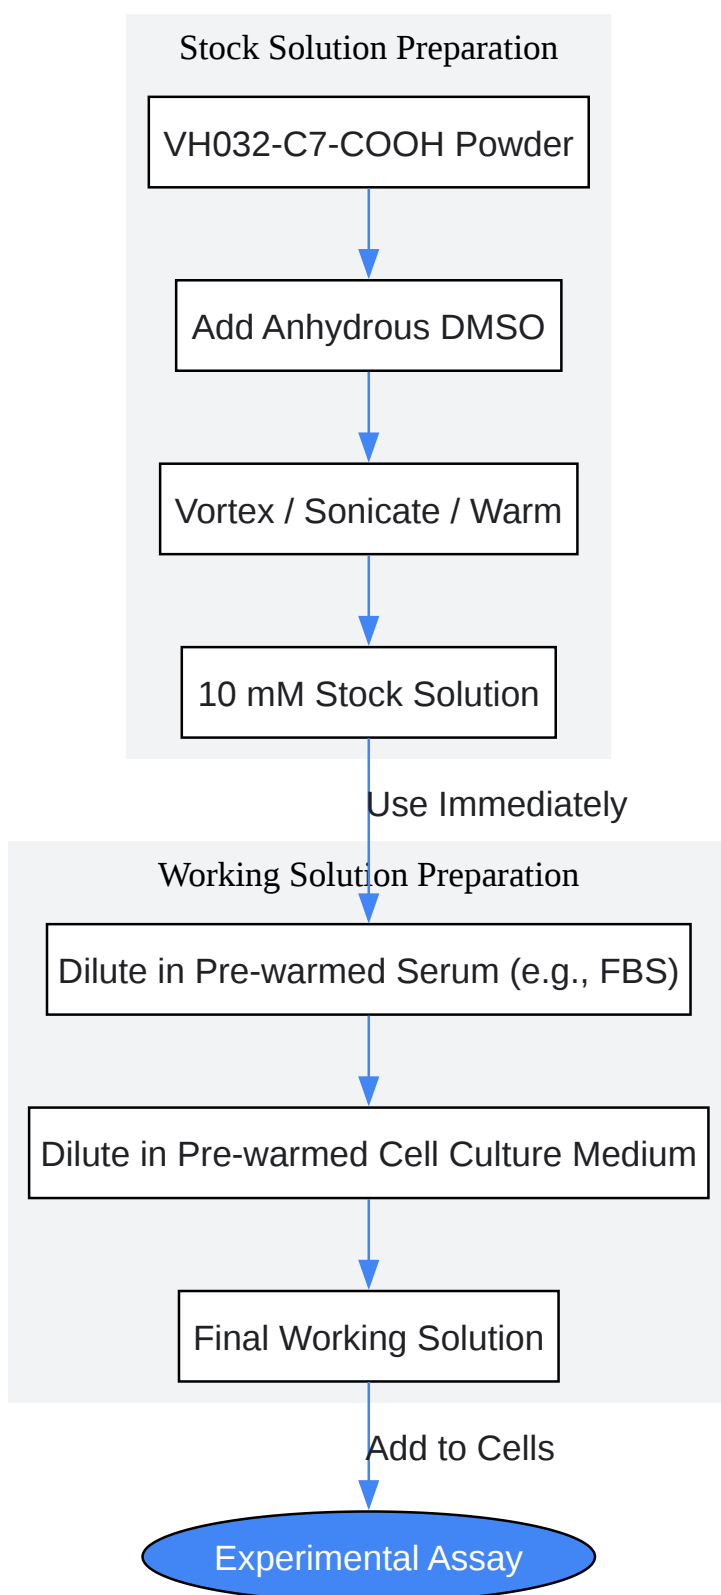 Stock Solution Preparation
VH032-C7-COOH Powder
Add Anhydrous DMSO
Vortex / Sonicate / Warm
10 mM Stock Solution
Use Immediately
Working Solution Preparation
Dilute in Pre-warmed Serum (e.g., FBS)
Dilute in Pre-warmed Cell Culture Medium
Final Working Solution
Add to Cells
Experimental Assay